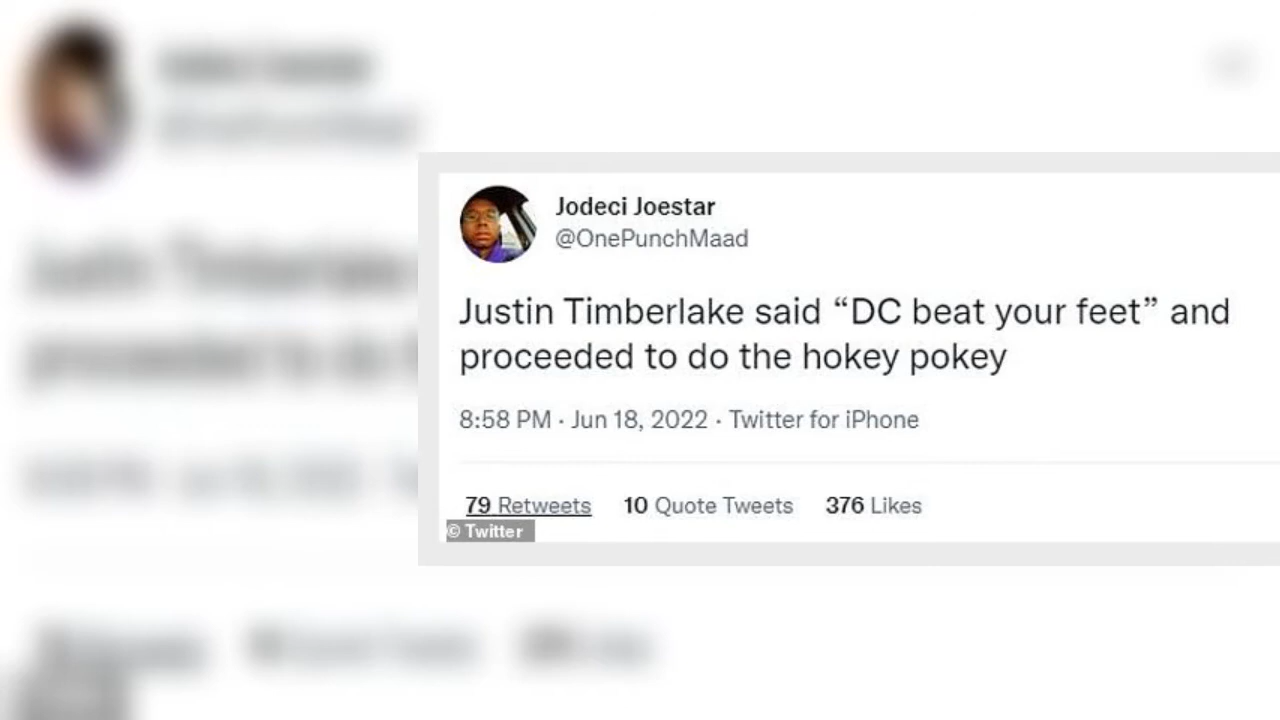 Jodeci Joestar
@OnePunchMaad
Justin Timberlake said “DC beat your feet” and
proceeded to do the hokey pokey
8:58 PM · Jun 18, 2022 · Twitter for iPhone
79 Retweets 10 Quote Tweets 376 Likes
© Twitter